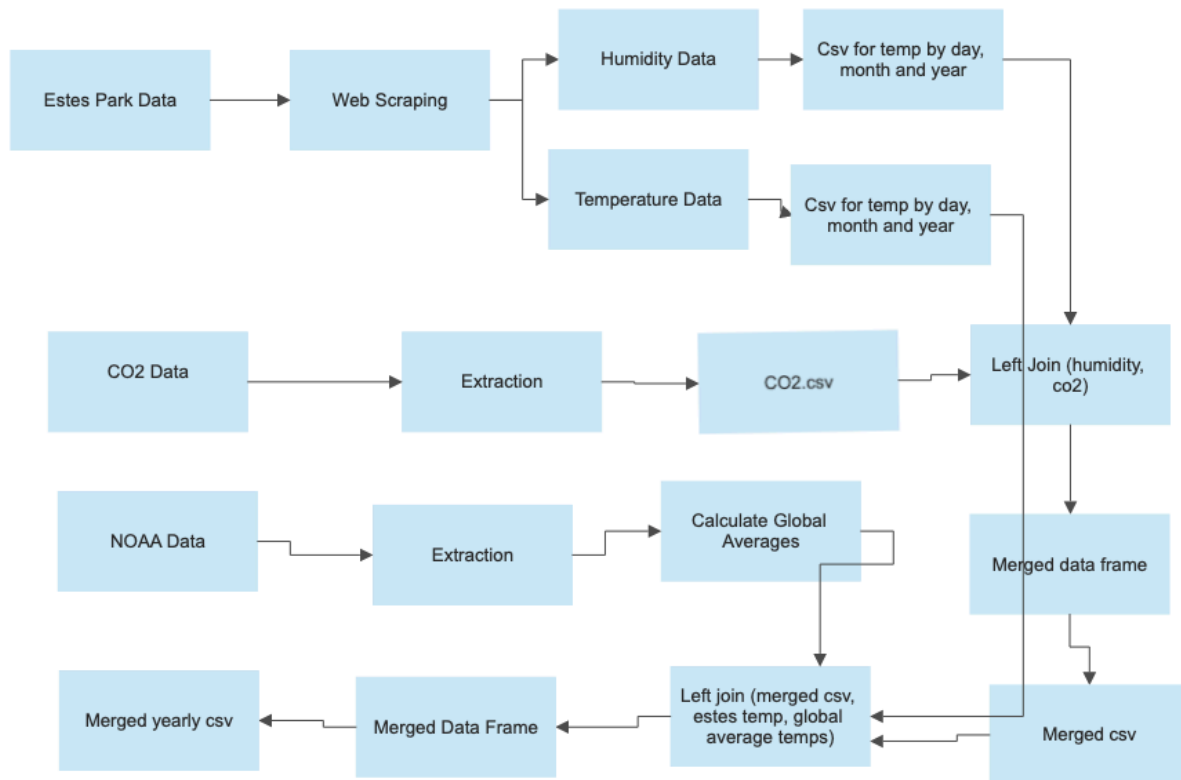 Estes Park Data
Web Scraping
Humidity Data
Csv for temp by day,
month and year
Temperature Data
Csv for temp by day,
month and year
CO2 Data
Extraction
CO2.csv
Left Join (humidity,
co2)
NOAA Data
Extraction
Calculate Global
Averages
Merged data frame
Merged yearly csv
Merged Data Frame
Left join (merged csv,
estes temp, global
average temps)
Merged csv